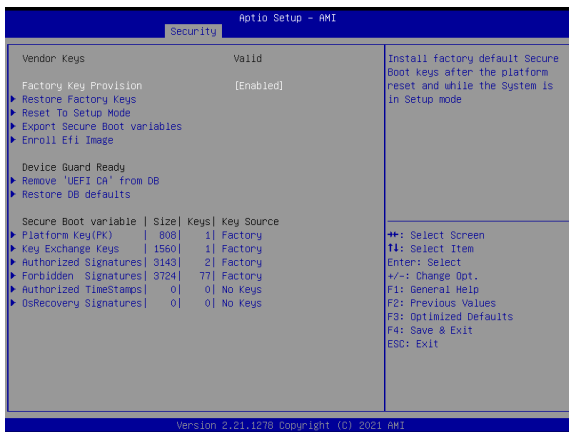 Aptio Setup - AMI
Security
Vendor Keys Valid
Factory Key Provision [Enabled]
Restore Factory Keys
Reset To Setup Mode
Export Secure Boot variables
Enroll Efi Image
Device Guard Ready
Remove 'UEFI CA' from DB
Restore DB defaults
Secure Boot variable | Size| Keys| Key Source
Platform Key(PK) | 808| 1| Factory
Key Exchange Keys | 1560| 1| Factory
Authorized Signatures| 3143| 2| Factory
Forbidden Signatures| 3724| 77| Factory
Authorized TimeStamps| 0| 0| No Keys
OsRecovery Signatures| 0| 0| No Keys
Install factory default Secure
Boot keys after the platform
reset and while the System is
in Setup mode
→←: Select Screen
↑↓: Select Item
Enter: Select
+/-: Change Opt.
F1: General Help
F2: Previous Values
F3: Optimized Defaults
F4: Save & Exit
ESC: Exit
Version 2.21.1278 Copyright (C) 2021 AMI